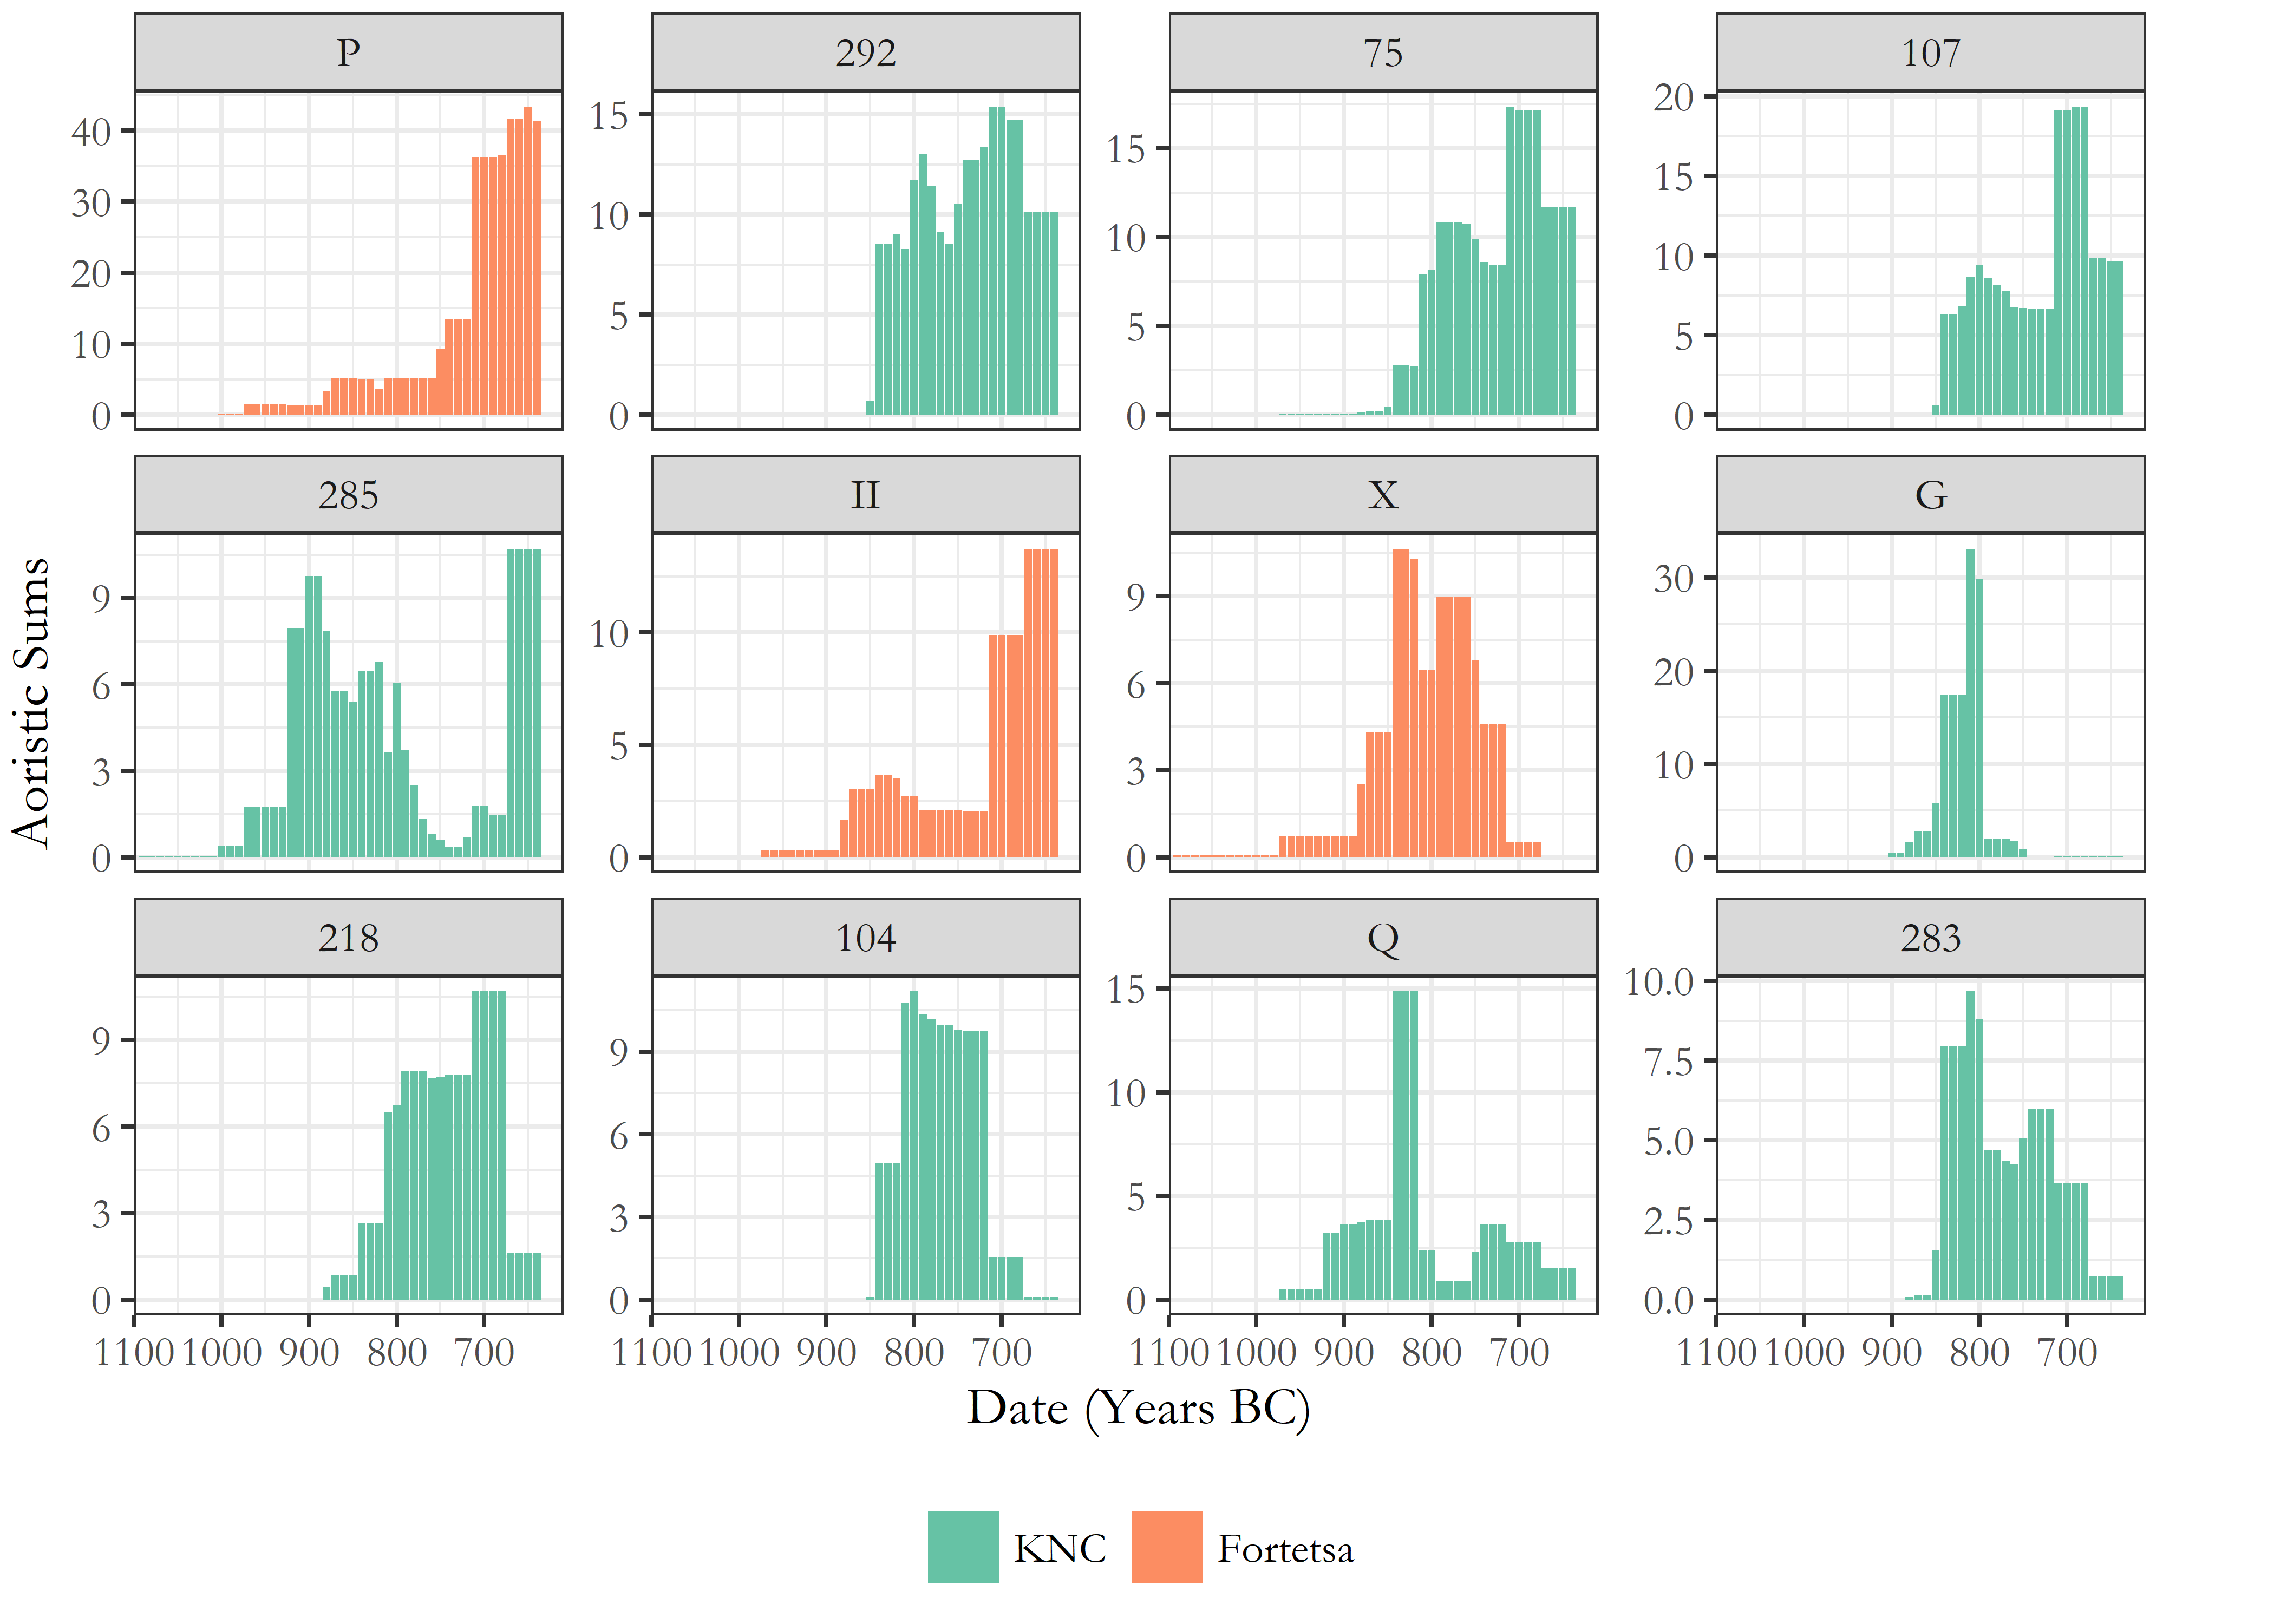 P 292 75 107
40 15 15 20
30 10 10 15
20 5 5 10
10 0 0 5
0 0
285 II X G
Aoristic Sums
9 10 9 30
6 5 6 20
3 0 3 10
0 0 0
218 104 Q 283
9 9 15 10.0
6 6 10 7.5
3 3 5 5.0
0 0 0 2.5
0.0
1100 1000 900 800 700 1100 1000 900 800 700 1100 1000 900 800 700 1100 1000 900 800 700
Date (Years BC)
KNC Fortetsa